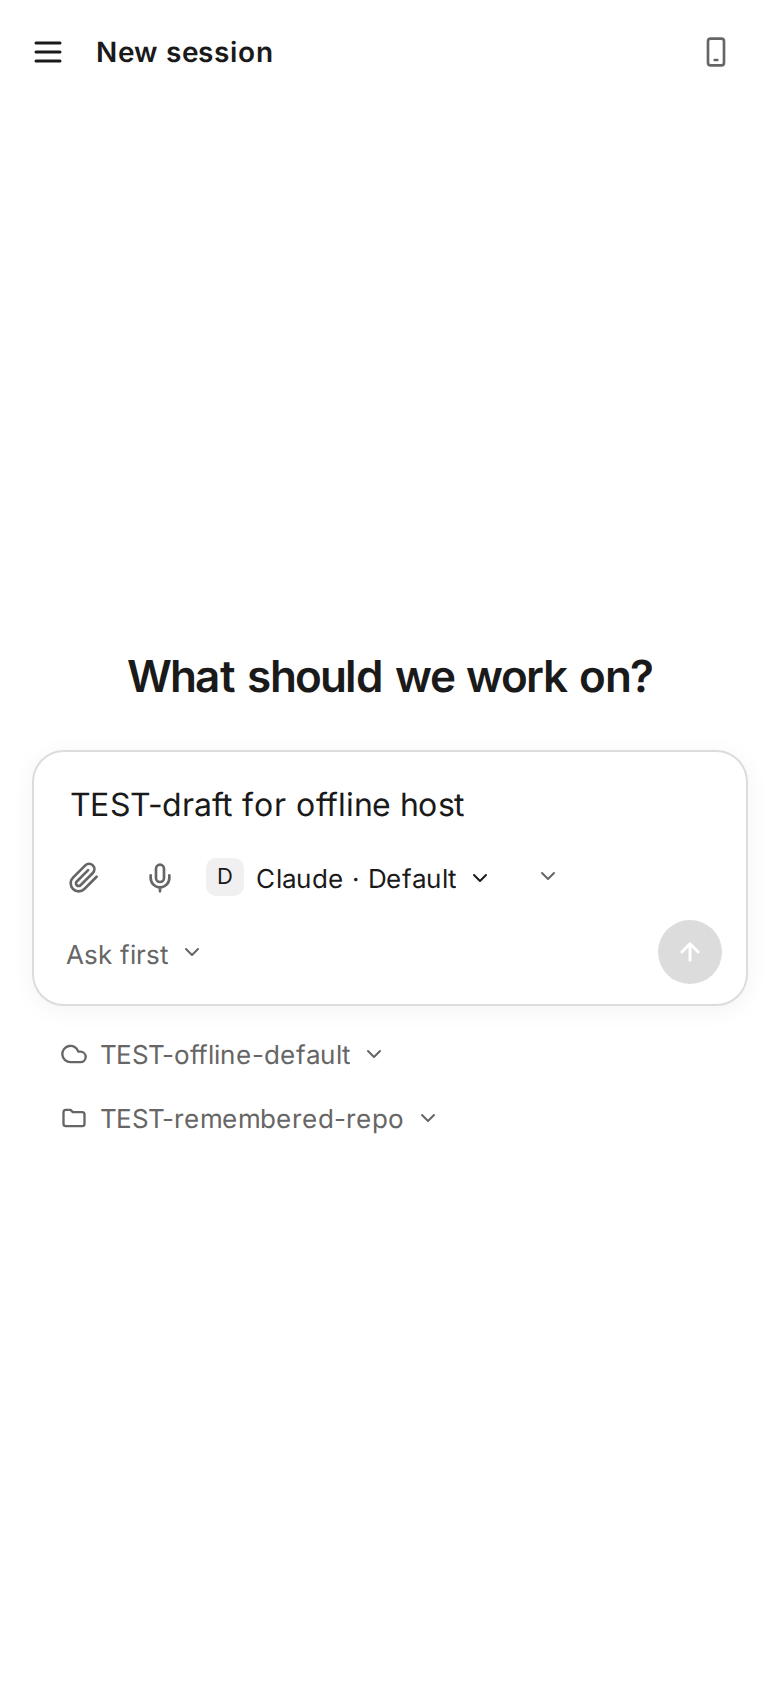 New session
What should we work on?
TEST-draft for offline host
D Claude · Default
Ask first
TEST-offline-default
TEST-remembered-repo